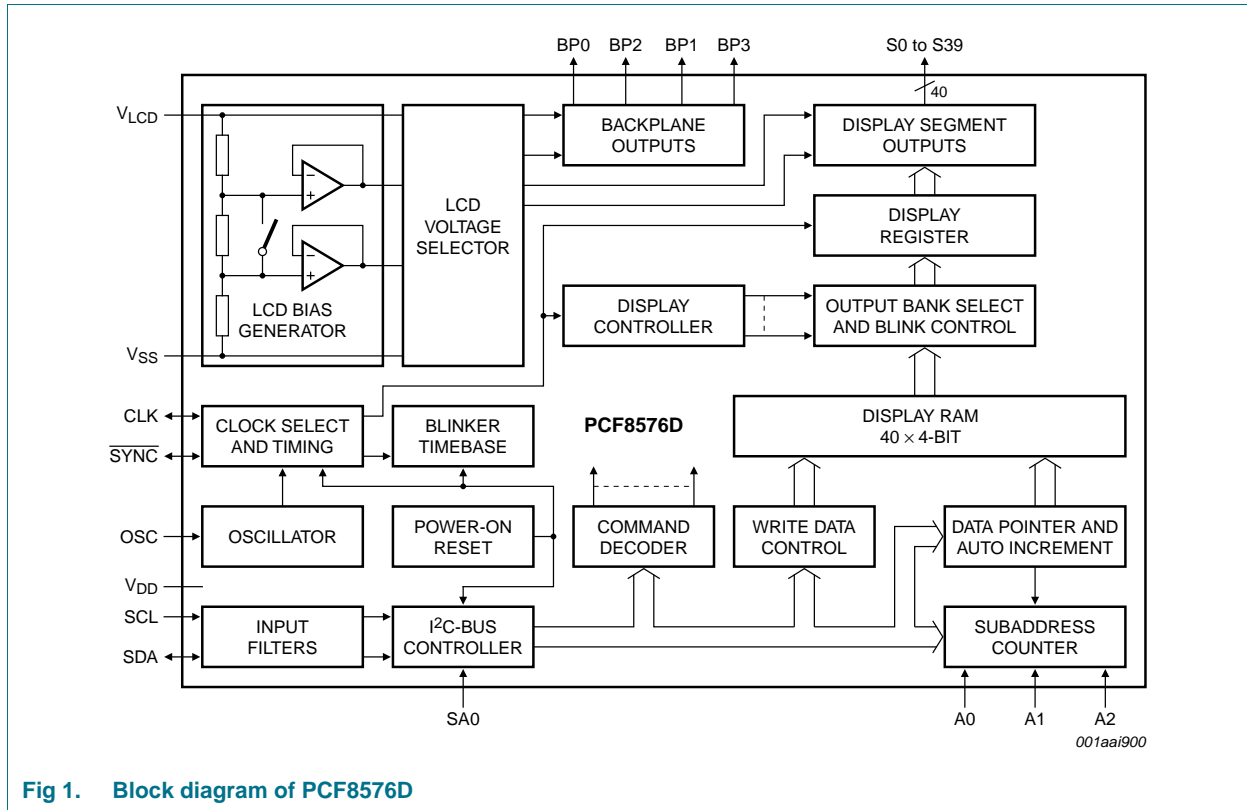 BP0 BP2 BP1 BP3 S0 to S39
40
VLCD
BACKPLANE
OUTPUTS
DISPLAY SEGMENT
OUTPUTS
LCD
VOLTAGE
SELECTOR
DISPLAY
REGISTER
LCD BIAS
GENERATOR
DISPLAY
CONTROLLER
OUTPUT BANK SELECT
AND BLINK CONTROL
VSS
CLK
SYNC
CLOCK SELECT
AND TIMING
BLINKER
TIMEBASE
PCF8576D
DISPLAY RAM
40 × 4-BIT
OSC
OSCILLATOR
POWER-ON
RESET
COMMAND
DECODER
WRITE DATA
CONTROL
DATA POINTER AND
AUTO INCREMENT
VDD
SCL
SDA
INPUT
FILTERS
I2C-BUS
CONTROLLER
SUBADDRESS
COUNTER
SA0 A0 A1 A2
001aai900
Fig 1. Block diagram of PCF8576D